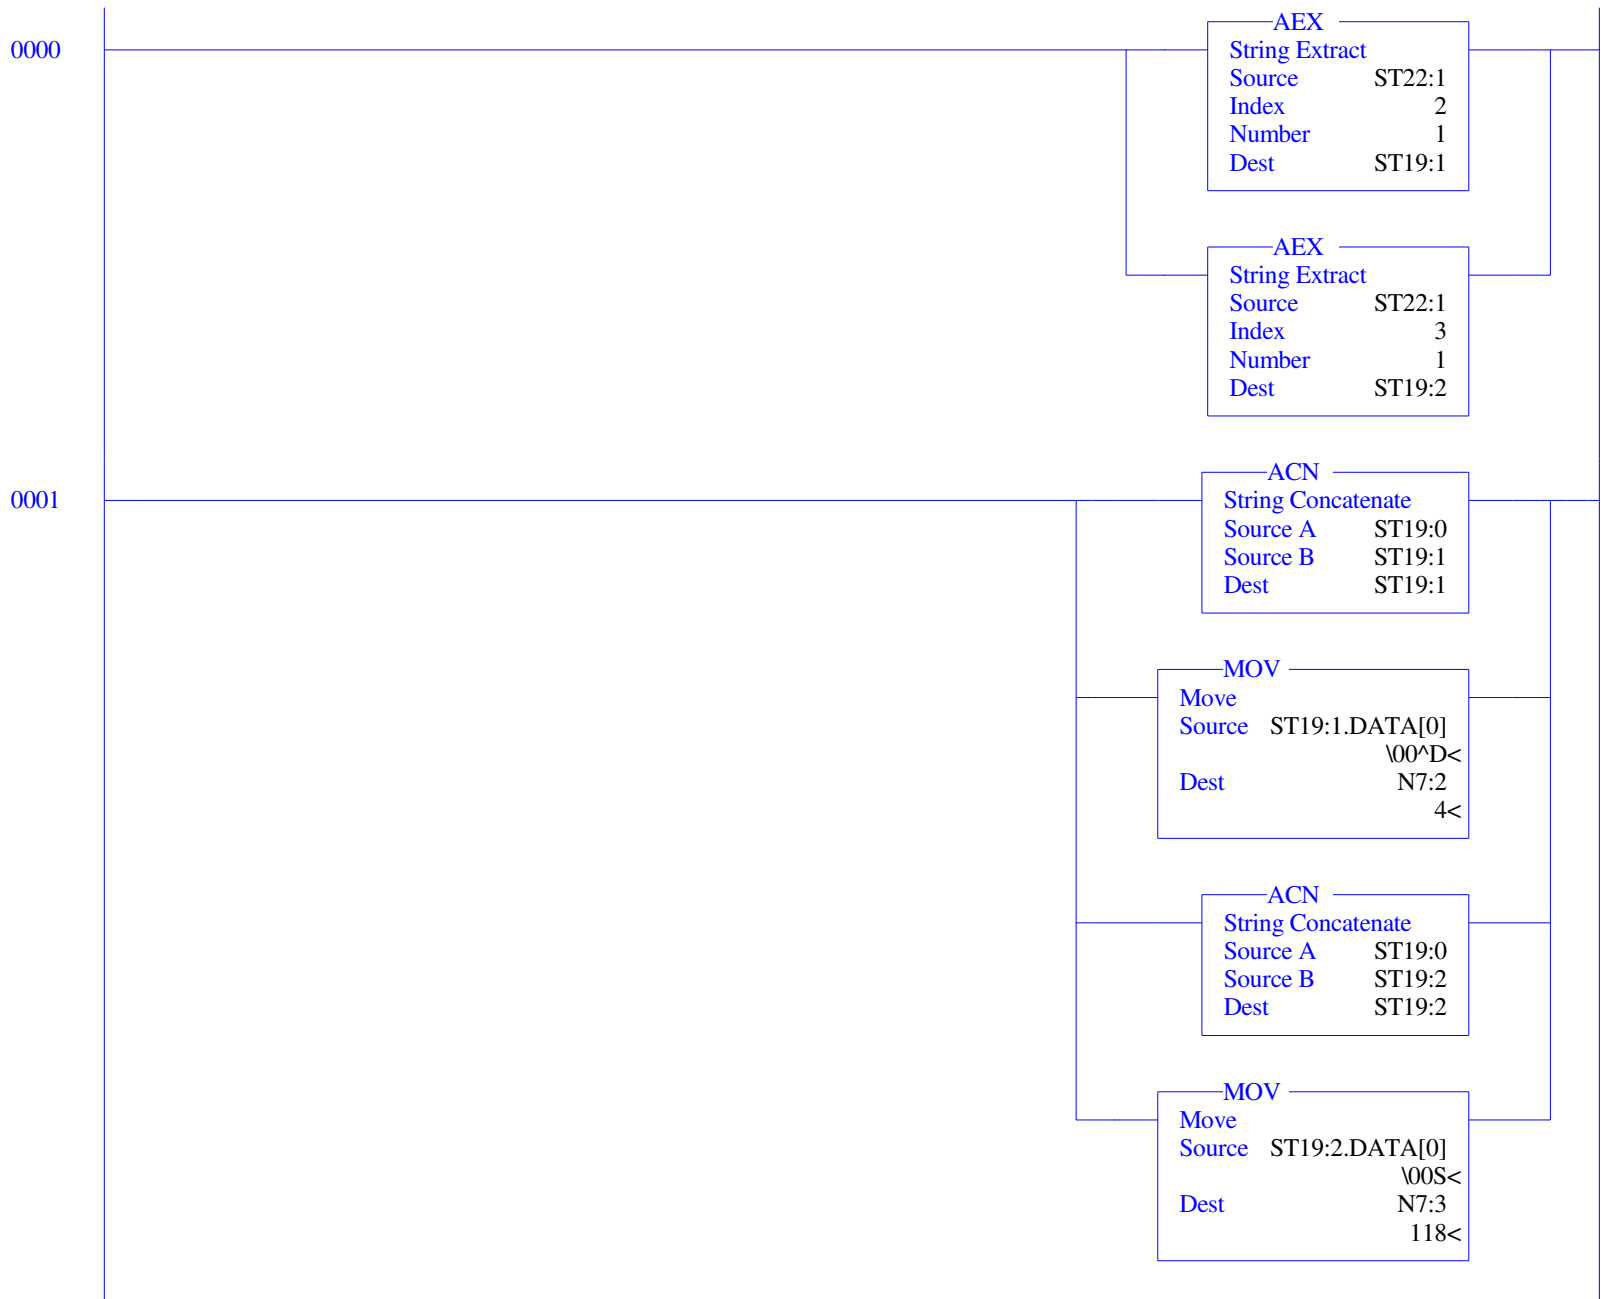 0000
AEX
String Extract
Source ST22:1
Index 2
Number 1
Dest ST19:1
AEX
String Extract
Source ST22:1
Index 3
Number 1
Dest ST19:2
0001
ACN
String Concatenate
Source A ST19:0
Source B ST19:1
Dest ST19:1
MOV
Move
Source ST19:1.DATA[0]
\00^D<
Dest N7:2
4<
ACN
String Concatenate
Source A ST19:0
Source B ST19:2
Dest ST19:2
MOV
Move
Source ST19:2.DATA[0]
\00S<
Dest N7:3
118<